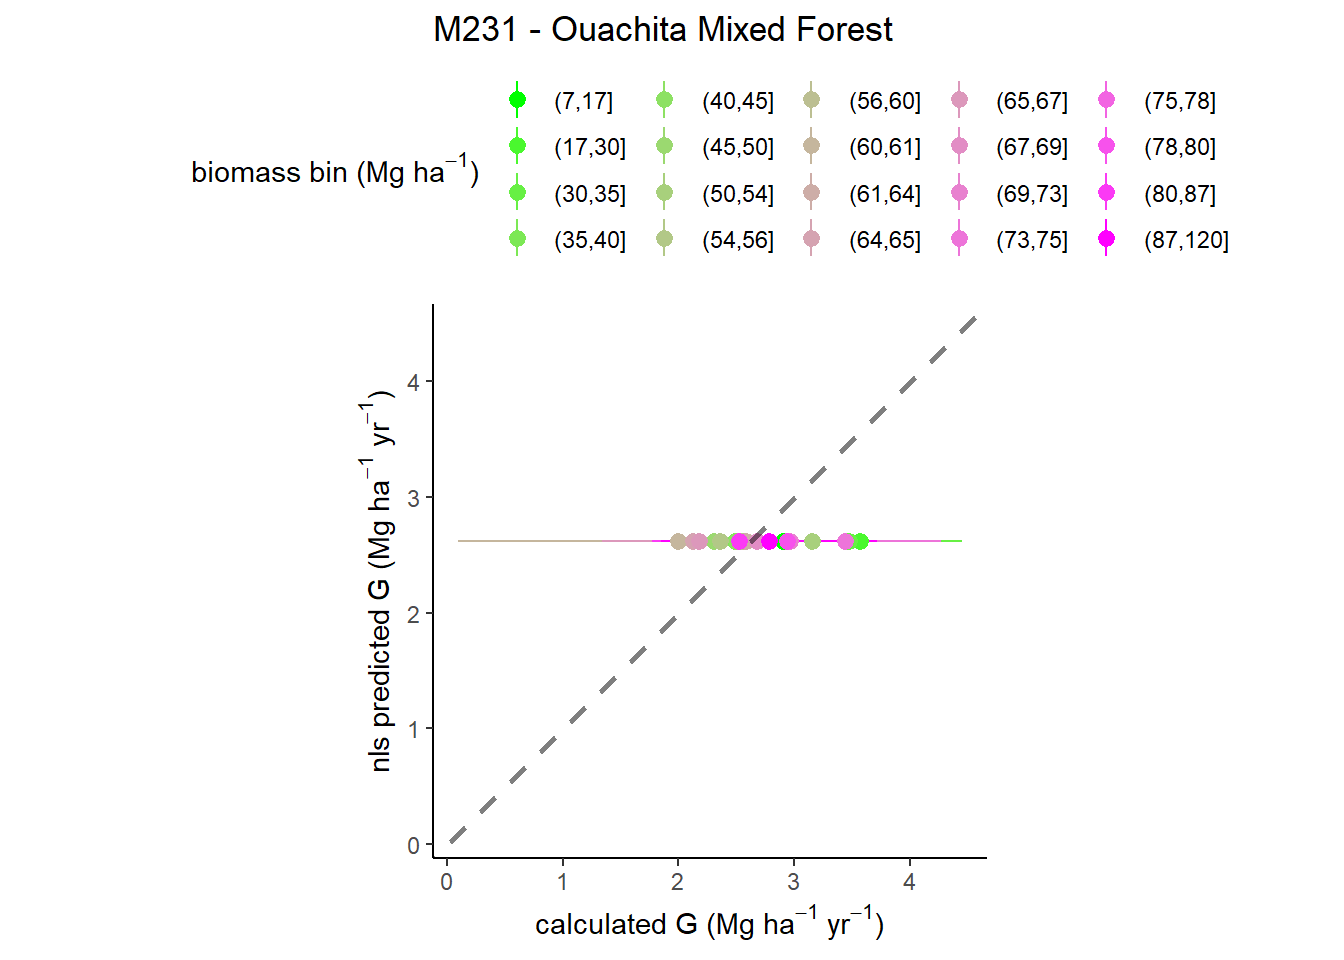 M231 - Ouachita Mixed Forest
biomass bin (Mg ha⁻¹)
(7,17] (40,45] (56,60] (65,67] (75,78]
(17,30] (45,50] (60,61] (67,69] (78,80]
(30,35] (50,54] (61,64] (69,73] (80,87]
(35,40] (54,56] (64,65] (73,75] (87,120]
nls predicted G (Mg ha⁻¹ yr⁻¹)
4
3
2
1
0
0 1 2 3 4
calculated G (Mg ha⁻¹ yr⁻¹)